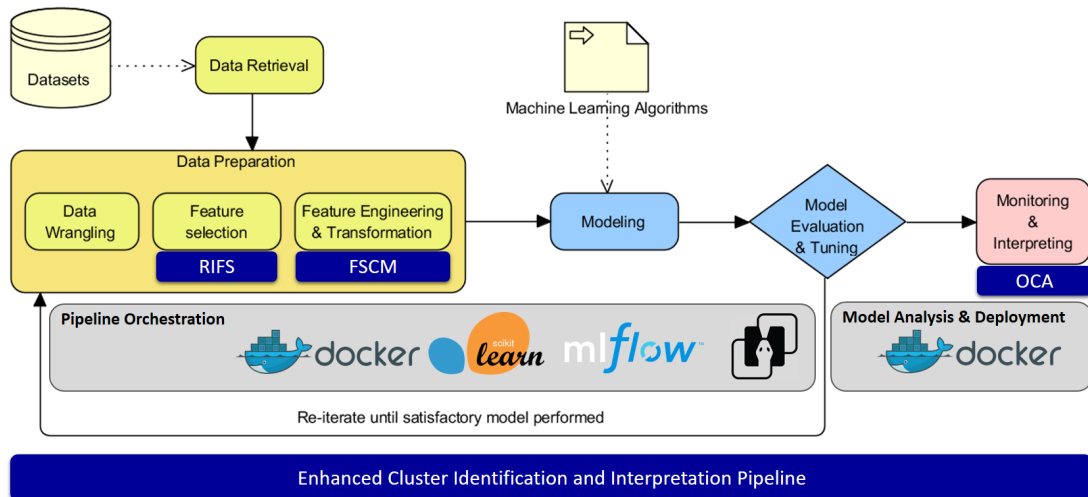 Datasets
Data Retrieval
Machine Learning Algorithms
Data Preparation
Data
Wrangling
Feature
selection
Feature Engineering
& Transformation
RIFS
FSCM
Modeling
Model
Evaluation
& Tuning
Monitoring
&
Interpreting
OCA
Pipeline Orchestration
docker
scikit
learn
mlflow™
Model Analysis & Deployment
docker
Re-iterate until satisfactory model performed
Enhanced Cluster Identification and Interpretation Pipeline